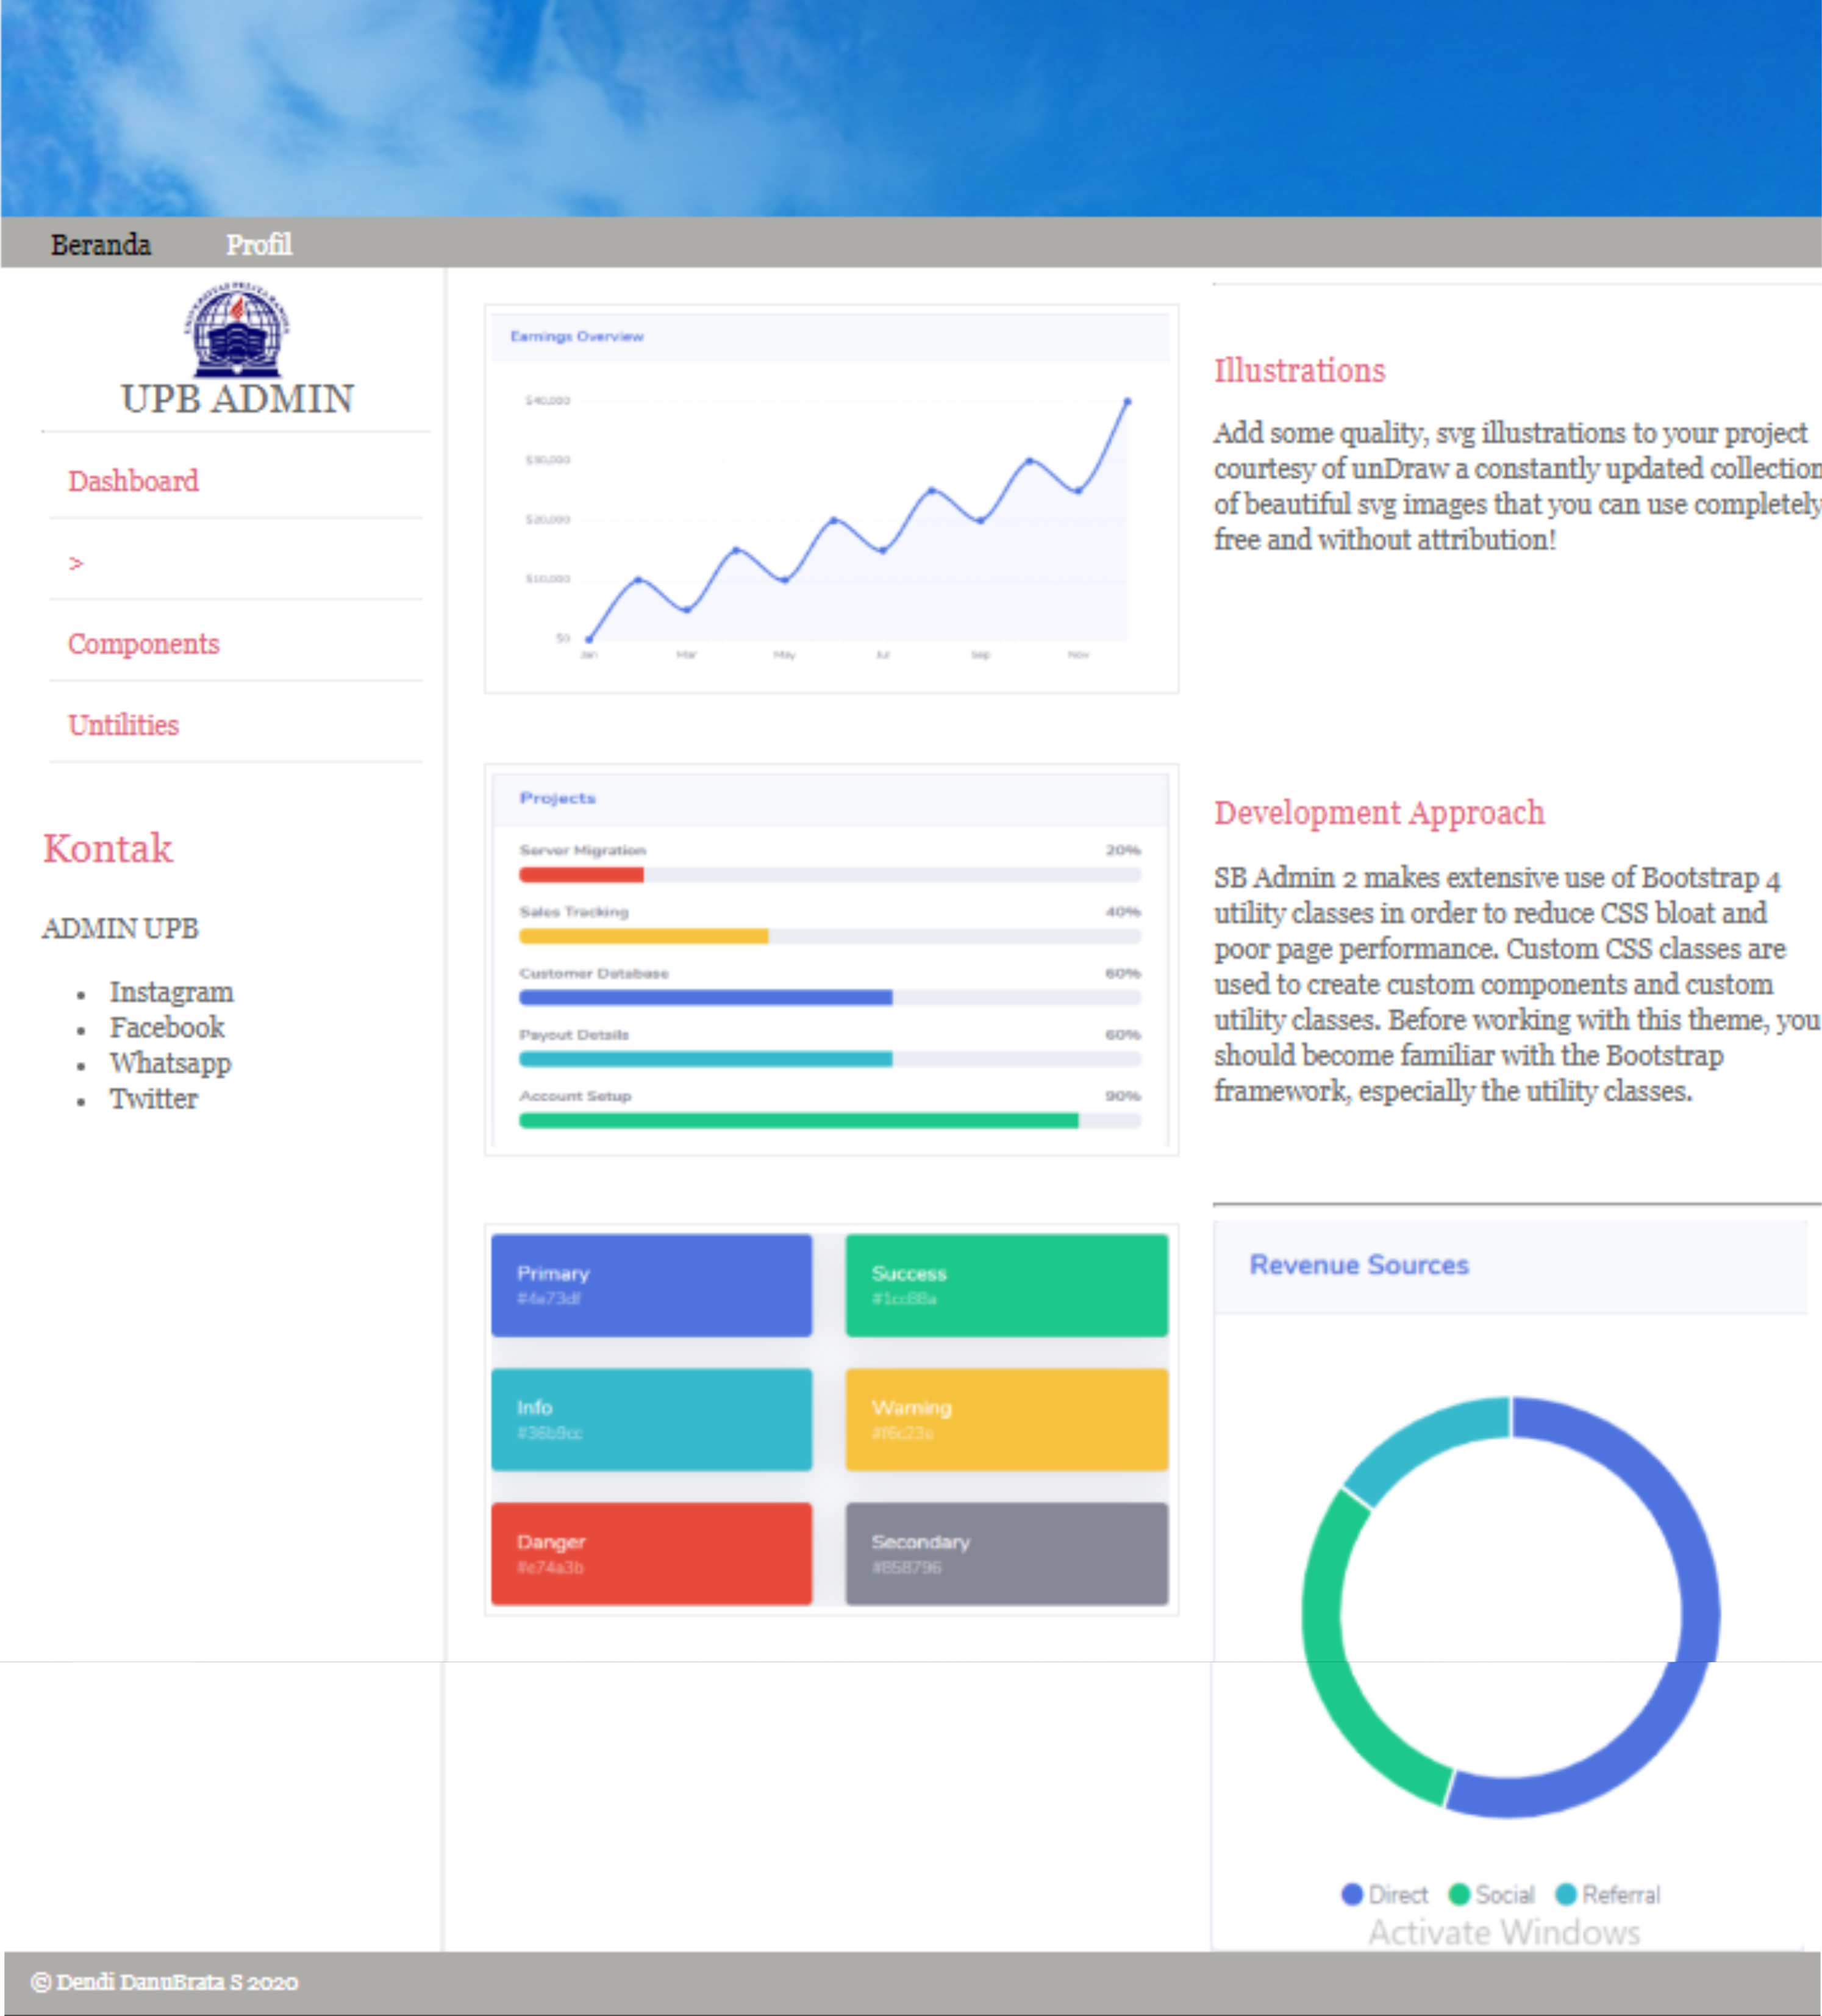 Beranda Profil
UNIVERSITAS PELITA BANGSA
UPB ADMIN
Dashboard
>
Components
Untilities
Kontak
ADMIN UPB
Instagram
Facebook
Whatsapp
Twitter
Earnings Overview
$40,000
$30,000
$20,000
$10,000
$0
Jan Mar May Jul Sep Nov
Projects
Server Migration 20%
Sales Tracking 40%
Customer Database 60%
Payout Details 60%
Account Setup 90%
Primary
#4e73df
Success
#1cc88a
Info
#36b9cc
Warning
#f6c23e
Danger
#e74a3b
Secondary
#858796
Illustrations
Add some quality, svg illustrations to your project
courtesy of unDraw a constantly updated collection
of beautiful svg images that you can use completely
free and without attribution!
Development Approach
SB Admin 2 makes extensive use of Bootstrap 4
utility classes in order to reduce CSS bloat and
poor page performance. Custom CSS classes are
used to create custom components and custom
utility classes. Before working with this theme, you
should become familiar with the Bootstrap
framework, especially the utility classes.
Revenue Sources
Direct Social Referral
Activate Windows
© Dendi DanuBrata S 2020